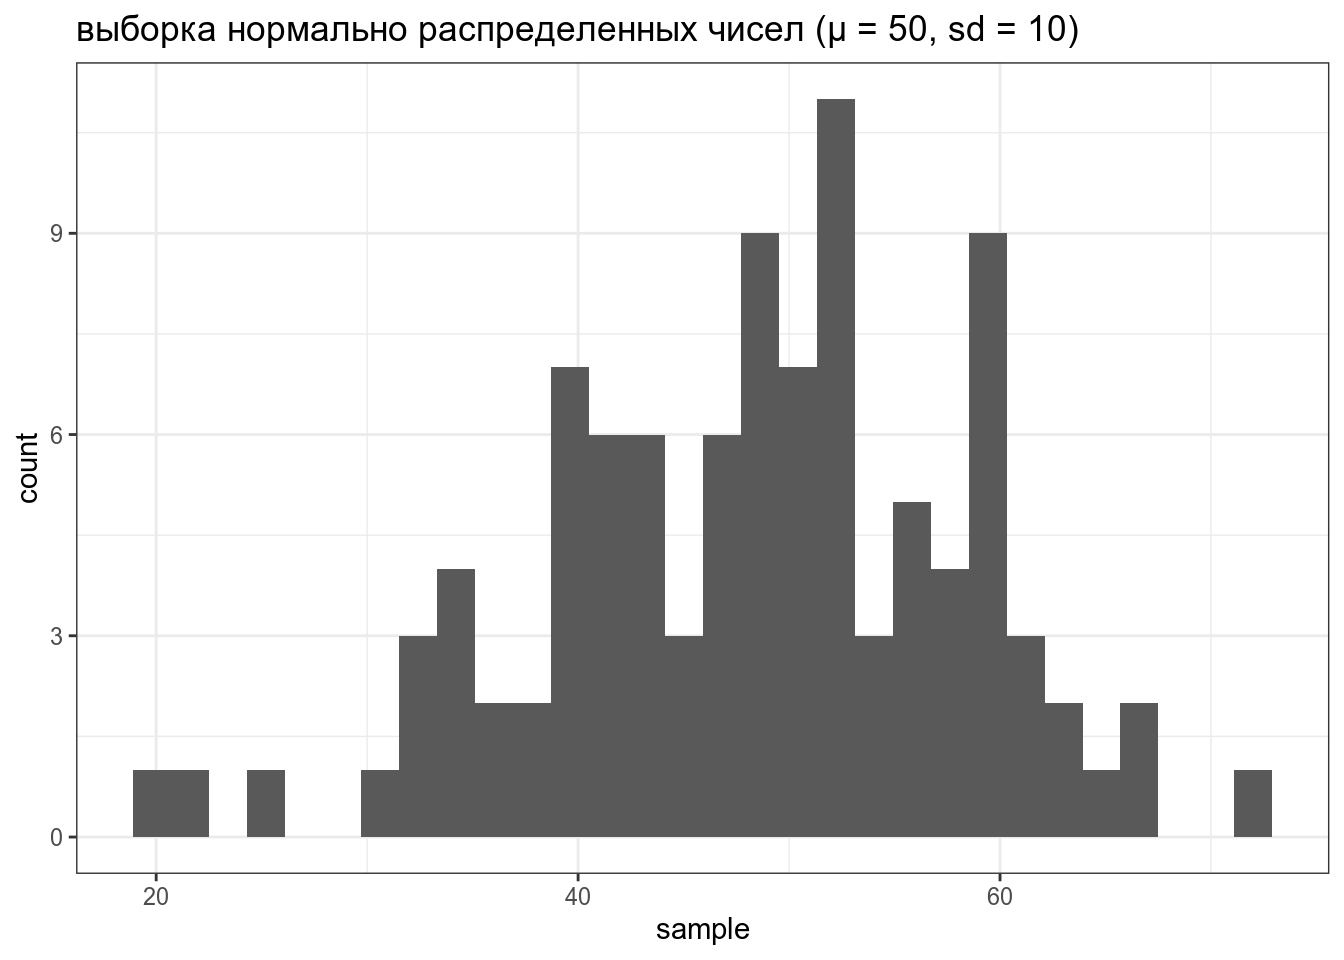 выборка нормально распределенных чисел (μ = 50, sd = 10)
count
9
6
3
0
20
40
60
sample